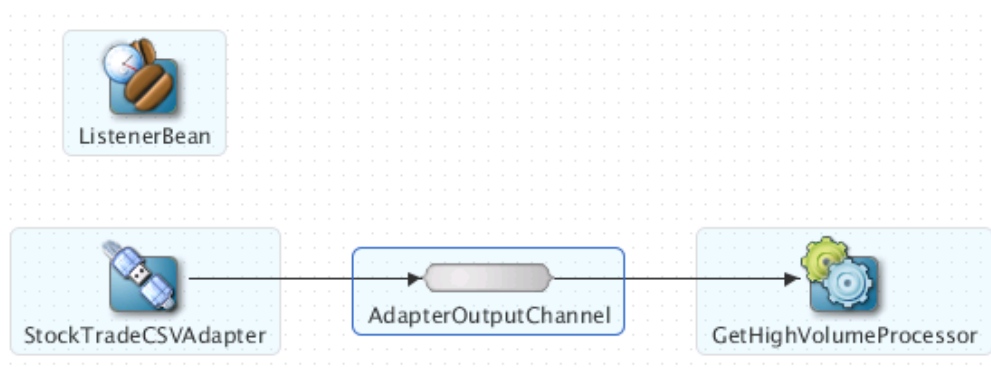 ListenerBean
StockTradeCSVAdapter
AdapterOutputChannel
GetHighVolumeProcessor